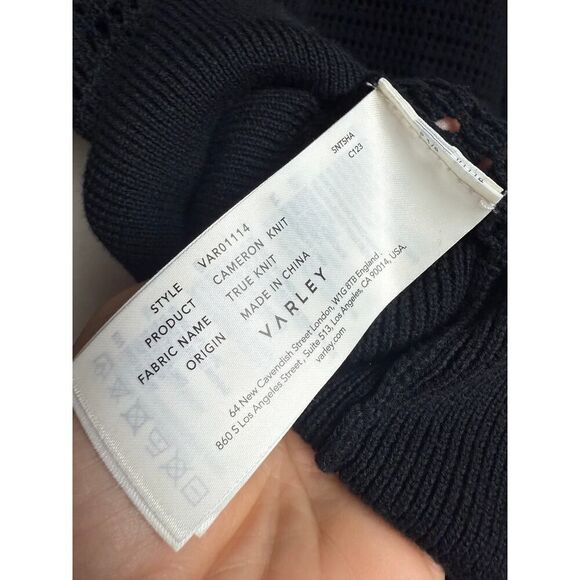 SNTSHA
C123
STYLE VAR01114
PRODUCT CAMERON KNIT
FABRIC NAME TRUE KNIT
ORIGIN MADE IN CHINA
VARLEY
64 New Cavendish Street London, W1G 8TB England.
860 S Los Angeles Street, Suite 513, Los Angeles, CA 90014, USA.
varley.com